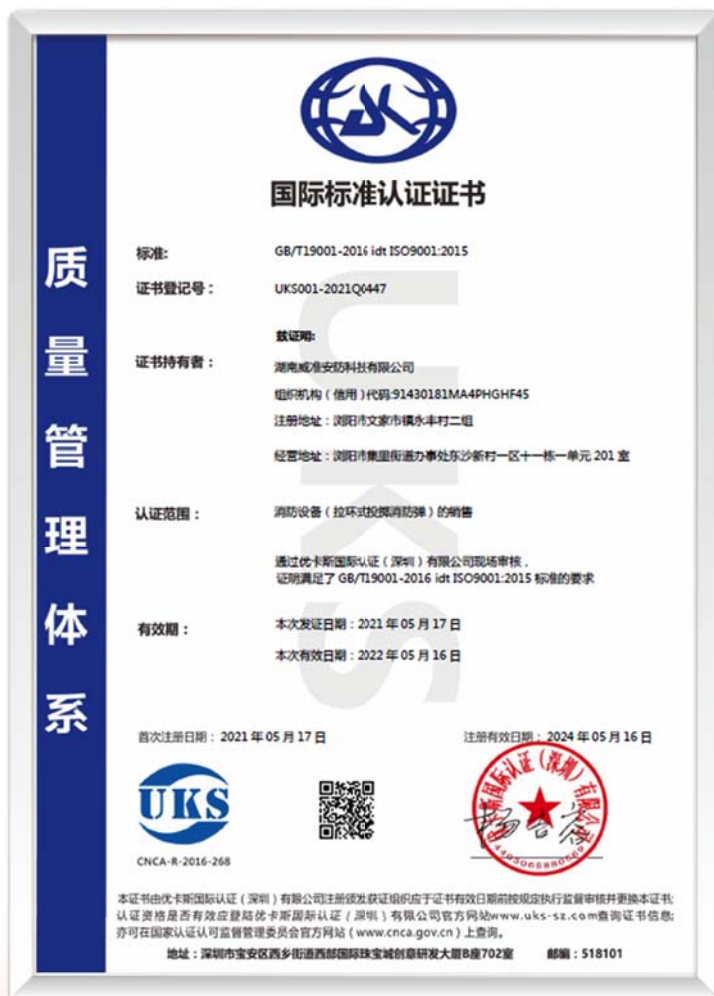 国际标准认证证书
质量管理体系
标准: GB/T19001-2016 idt ISO9001:2015
证书登记号： UKS001-2021Q0447
兹证明:
证书持有者： 湖南威准安防科技有限公司
组织机构（信用）代码:91430181MA4PHGHF45
注册地址：浏阳市文家市镇永丰村二组
经营地址：浏阳市集里街道办事处东沙新村一区十一栋一单元 201 室
认证范围： 消防设备（拉环式投掷消防弹）的销售
通过优卡斯国际认证（深圳）有限公司现场审核，
证明满足了 GB/T19001-2016 idt ISO9001:2015 标准的要求
有效期： 本次发证日期：2021 年 05 月 17 日
本次有效日期：2022 年 05 月 16 日
首次注册日期： 2021 年 05 月 17 日 注册有效日期： 2024 年 05 月 16 日
UKS
UKS
CNCA-R-2016-268
优卡斯国际认证（深圳）有限公司
本证书由优卡斯国际认证（深圳）有限公司注册颁发获证组织应于证书有效日期前按规定执行监督审核并更换本证书;
认证资格是否有效应登陆优卡斯国际认证（深圳）有限公司官方网站www.uks-sz.com查询证书信息;
亦可在国家认证认可监督管理委员会官方网站（www.cnca.gov.cn）上查询。
地址：深圳市宝安区西乡街道西部国际珠宝城创意研发大厦B座702室 邮编：518101